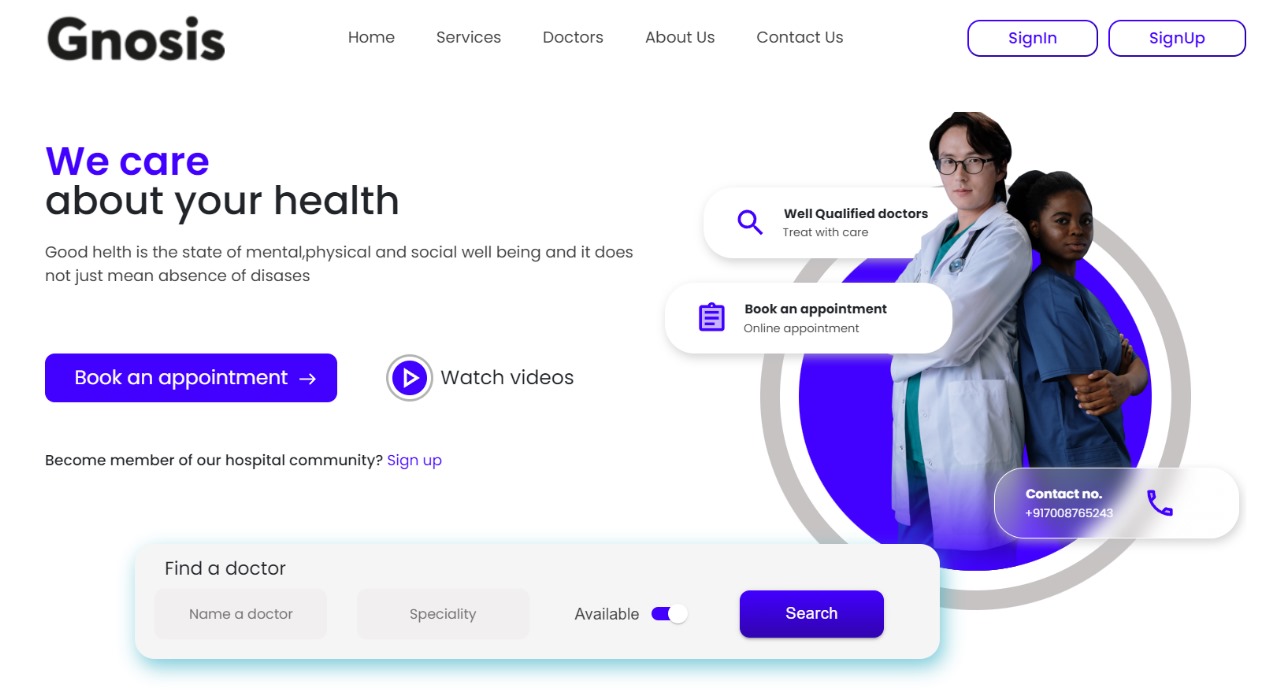 Gnosis
Home Services Doctors About Us Contact Us SignIn SignUp
We care
about your health
Good helth is the state of mental,physical and social well being and it does
not just mean absence of disases
Well Qualified doctors
Treat with care
Book an appointment
Online appointment
Book an appointment →
Watch videos
Become member of our hospital community? Sign up
Contact no.
+917008765243
Find a doctor
Name a doctor Speciality Available Search